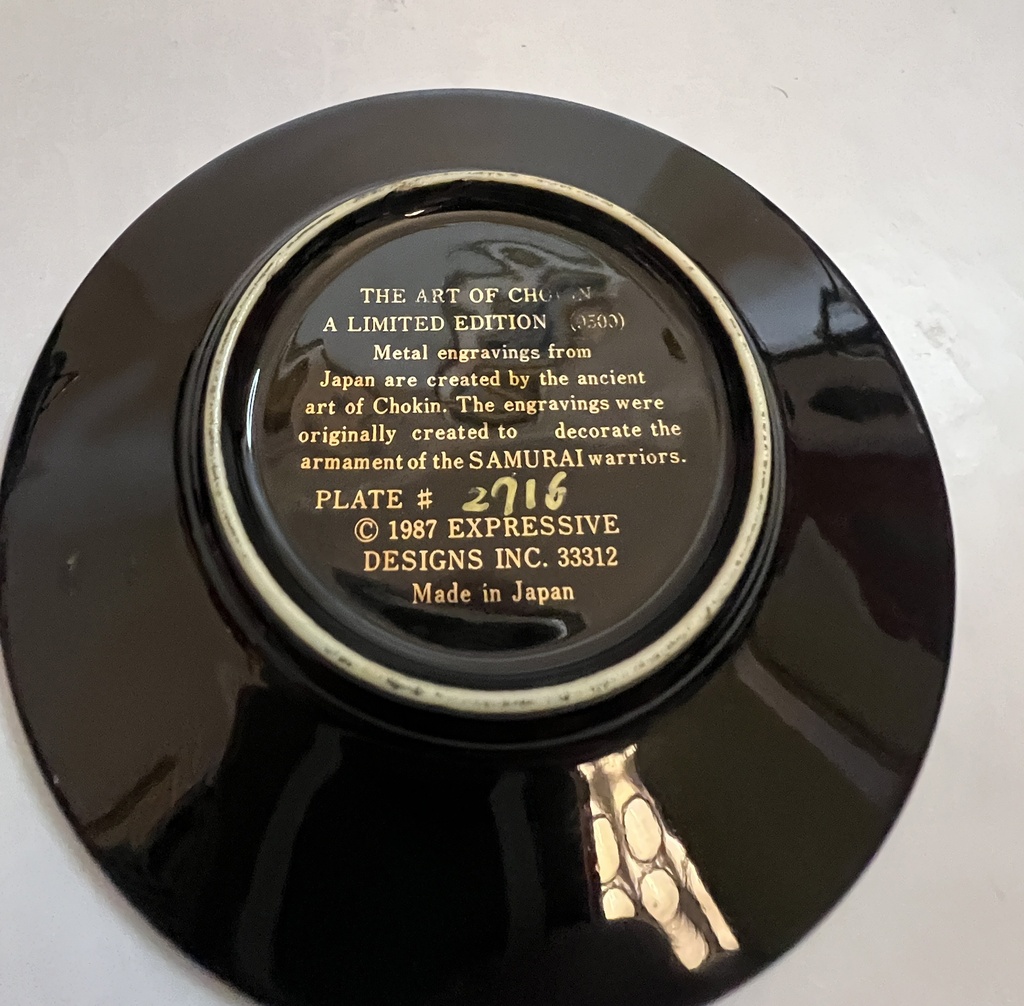 THE ART OF CHOKIN
A LIMITED EDITION (9500)
Metal engravings from
Japan are created by the ancient
art of Chokin. The engravings were
originally created to decorate the
armament of the SAMURAI warriors.
PLATE # 2716
© 1987 EXPRESSIVE
DESIGNS INC. 33312
Made in Japan